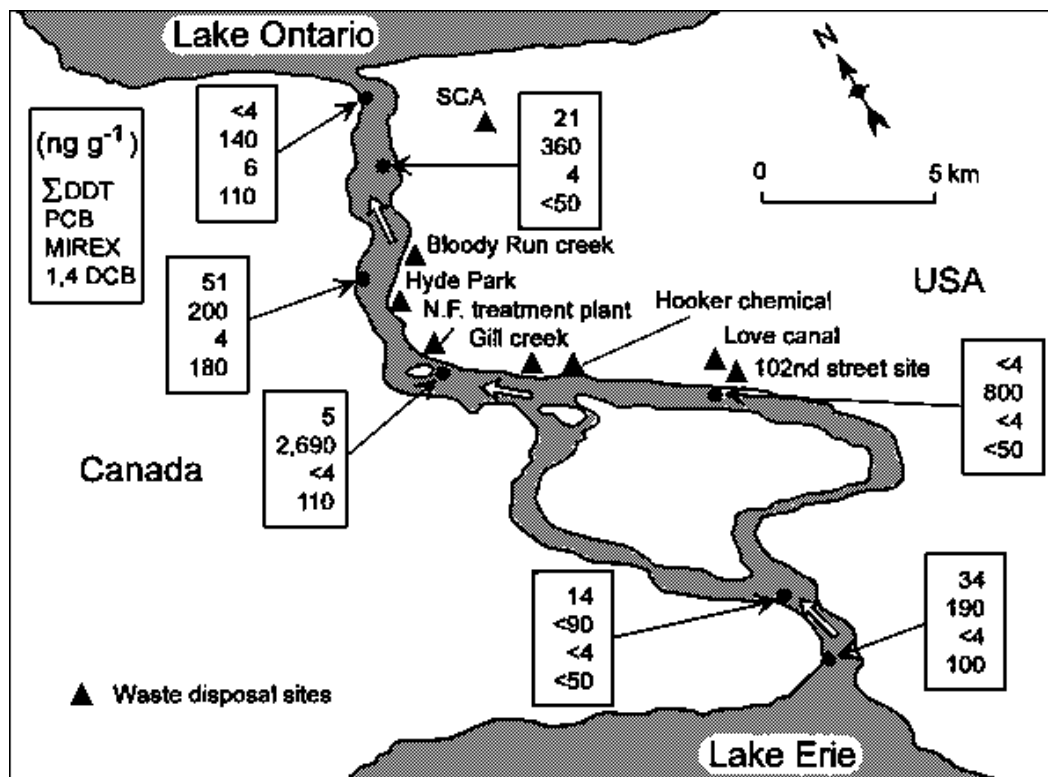 Lake Ontario
N
(ng g-1)
ΣDDT
PCB
MIREX
1,4 DCB
<4
140
6
110
SCA
21
360
4
<50
0 5 km
51
200
4
180
Bloody Run creek
Hyde Park
N.F. treatment plant
Gill creek
Hooker chemical
USA
Love canal
102nd street site
<4
800
<4
<50
Canada
5
2,690
<4
110
14
<90
<4
<50
34
190
<4
100
Waste disposal sites
Lake Erie